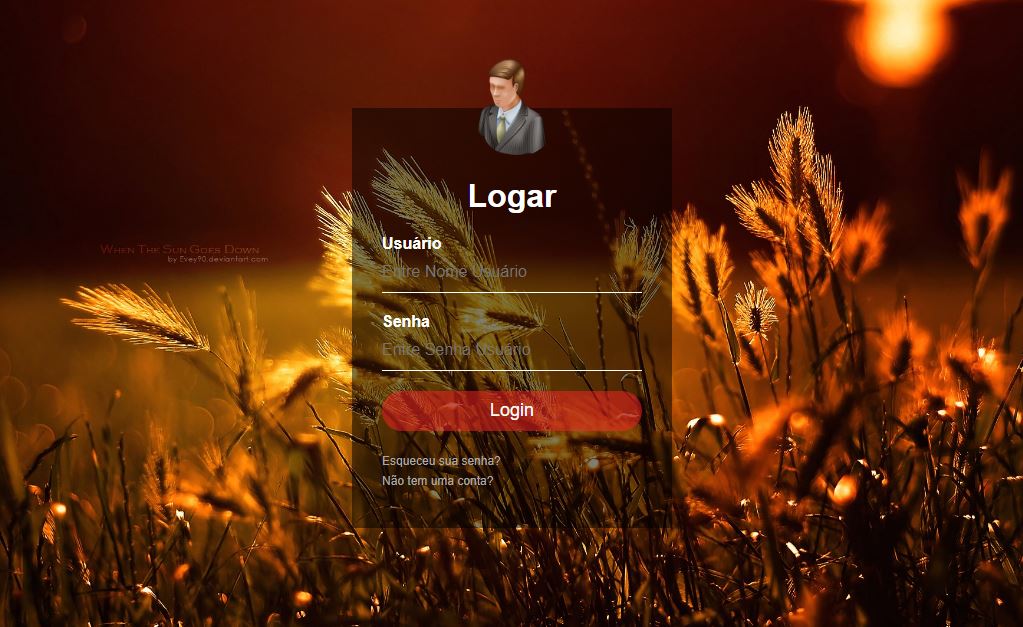 Logar
Usuário
Entre Nome Usuário
WHEN THE SUN GOES DOWN
by Evey90.deviantart.com
Senha
Entre Senha Usuário
Login
Esqueceu sua senha?
Não tem uma conta?